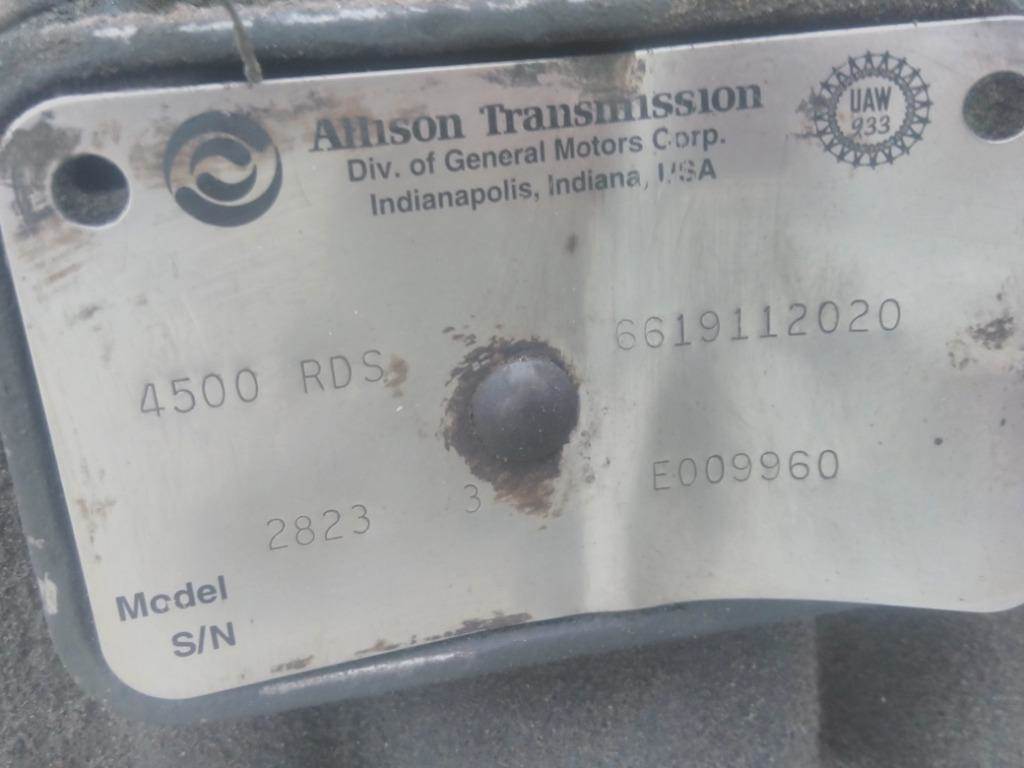 Allison Transmission
Div. of General Motors Corp.
Indianapolis, Indiana, USA
UAW
933
4500 RDS 6619112020
2823 3 E009960
Model
S/N